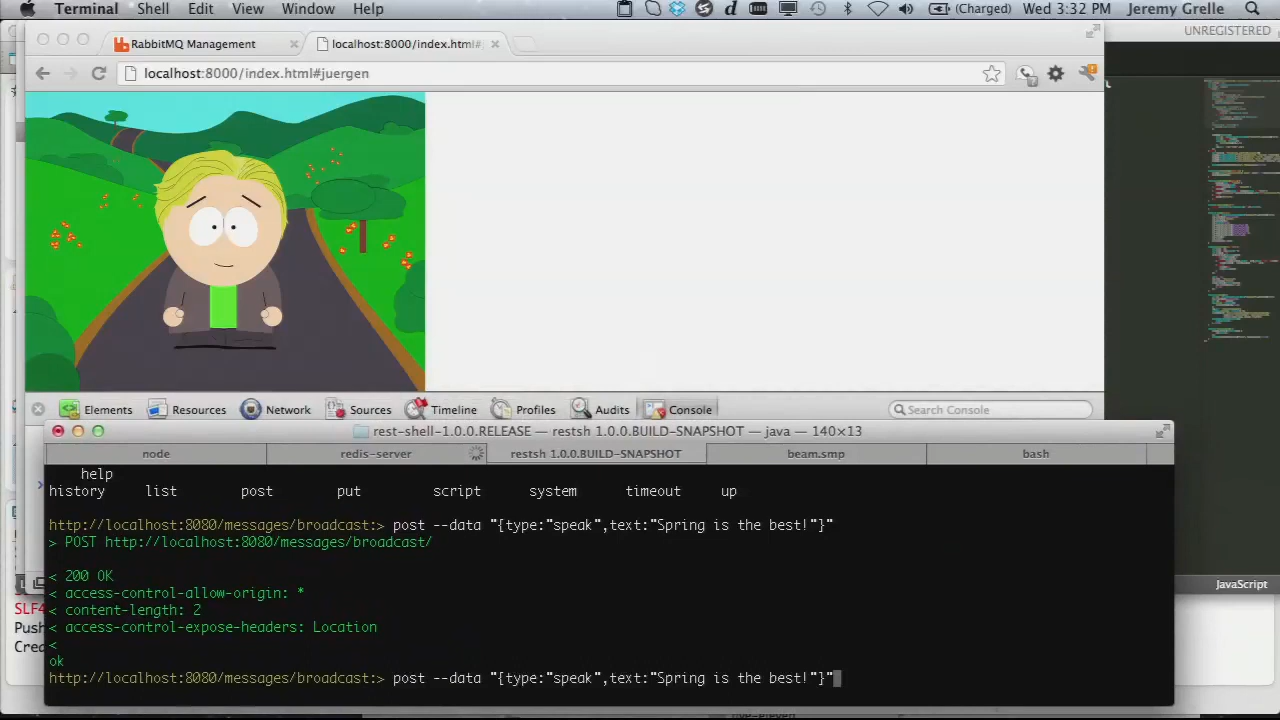 Terminal Shell Edit View Window Help (Charged) Wed 3:32 PM Jeremy Grelle
UNREGISTERED
RabbitMQ Management localhost:8000/index.html#
localhost:8000/index.html#juergen
Elements Resources Network Sources Timeline Profiles Audits Console Search Console
rest-shell-1.0.0.RELEASE — restsh 1.0.0.BUILD-SNAPSHOT — java — 140×13
node redis-server restsh 1.0.0.BUILD-SNAPSHOT beam.smp bash
help
history list post put script system timeout up
http://localhost:8080/messages/broadcast:> post --data "{type:"speak",text:"Spring is the best!"}"
> POST http://localhost:8080/messages/broadcast/
< 200 OK
< access-control-allow-origin: *
< content-length: 2
< access-control-expose-headers: Location
<
ok
http://localhost:8080/messages/broadcast:> post --data "{type:"speak",text:"Spring is the best!"}"
JavaScript
SLF4
Push
Crea